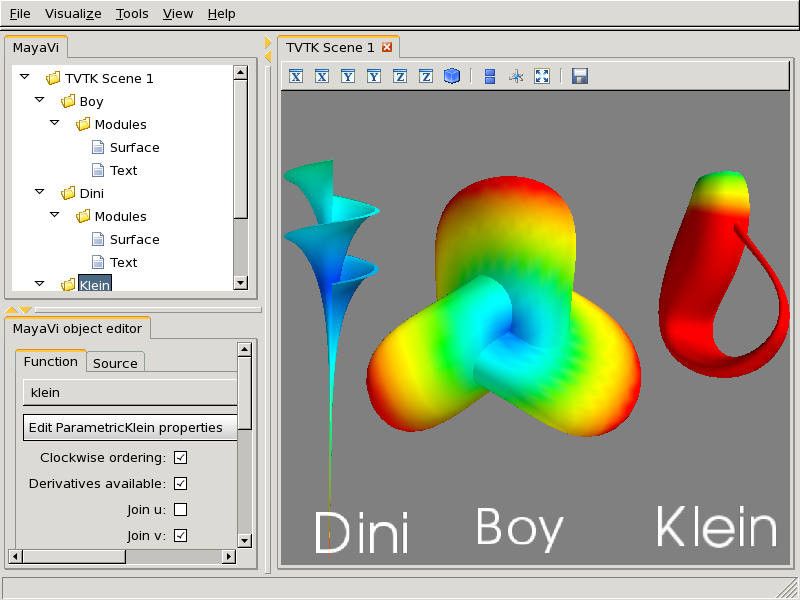 File Visualize Tools View Help
MayaVi
TVTK Scene 1
Boy
Modules
Surface
Text
Dini
Modules
Surface
Text
Klein
MayaVi object editor
Function Source
klein
Edit ParametricKlein properties
Clockwise ordering:
Derivatives available:
Join u:
Join v:
TVTK Scene 1
X X Y Y Z Z
Dini Boy Klein